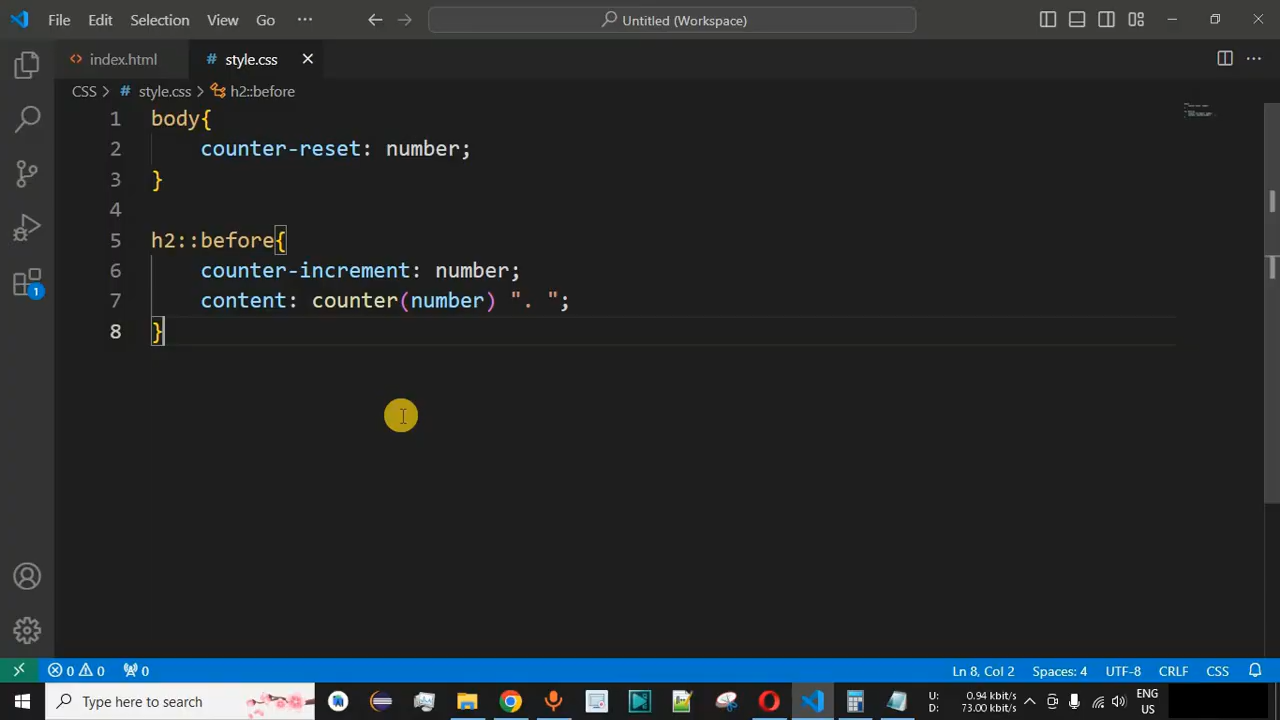 File Edit Selection View Go ··· Untitled (Workspace)
index.html # style.css
CSS > # style.css > h2::before
1 body{
2     counter-reset: number;
3 }
4
5 h2::before{
6     counter-increment: number;
7     content: counter(number) ". ";
8 }
1
0 0 0 Ln 8, Col 2 Spaces: 4 UTF-8 CRLF CSS
Type here to search U: 0.94 kbit/s ENG
D: 73.00 kbit/s US